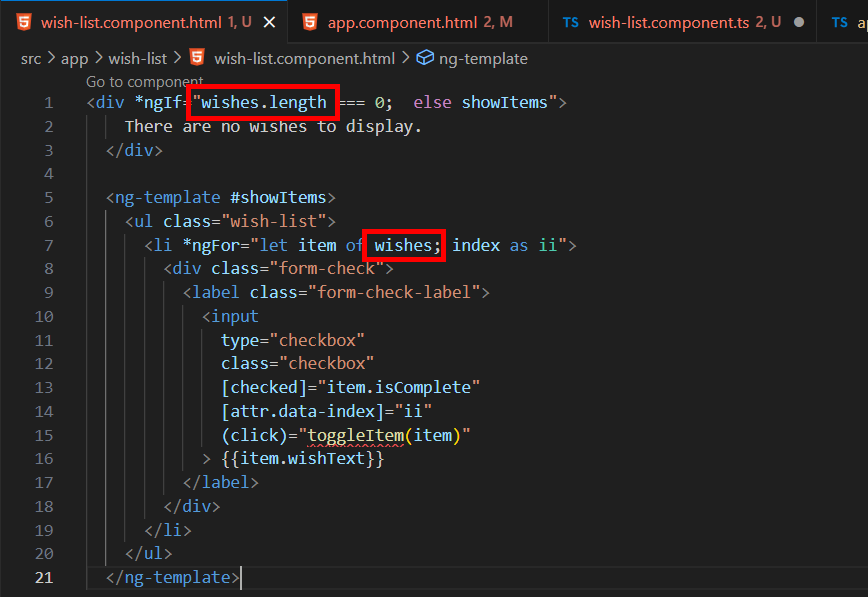 wish-list.component.html 1, U × app.component.html 2, M TS wish-list.component.ts 2, U ● TS
src > app > wish-list > wish-list.component.html > ng-template
Go to component
1 <div *ngIf="wishes.length === 0;  else showItems">
2 There are no wishes to display.
3 </div>
4
5 <ng-template #showItems>
6 <ul class="wish-list">
7 <li *ngFor="let item of wishes; index as ii">
8 <div class="form-check">
9 <label class="form-check-label">
10 <input
11 type="checkbox"
12 class="checkbox"
13 [checked]="item.isComplete"
14 [attr.data-index]="ii"
15 (click)="toggleItem(item)"
16 > {{item.wishText}}
17 </label>
18 </div>
19 </li>
20 </ul>
21 </ng-template>